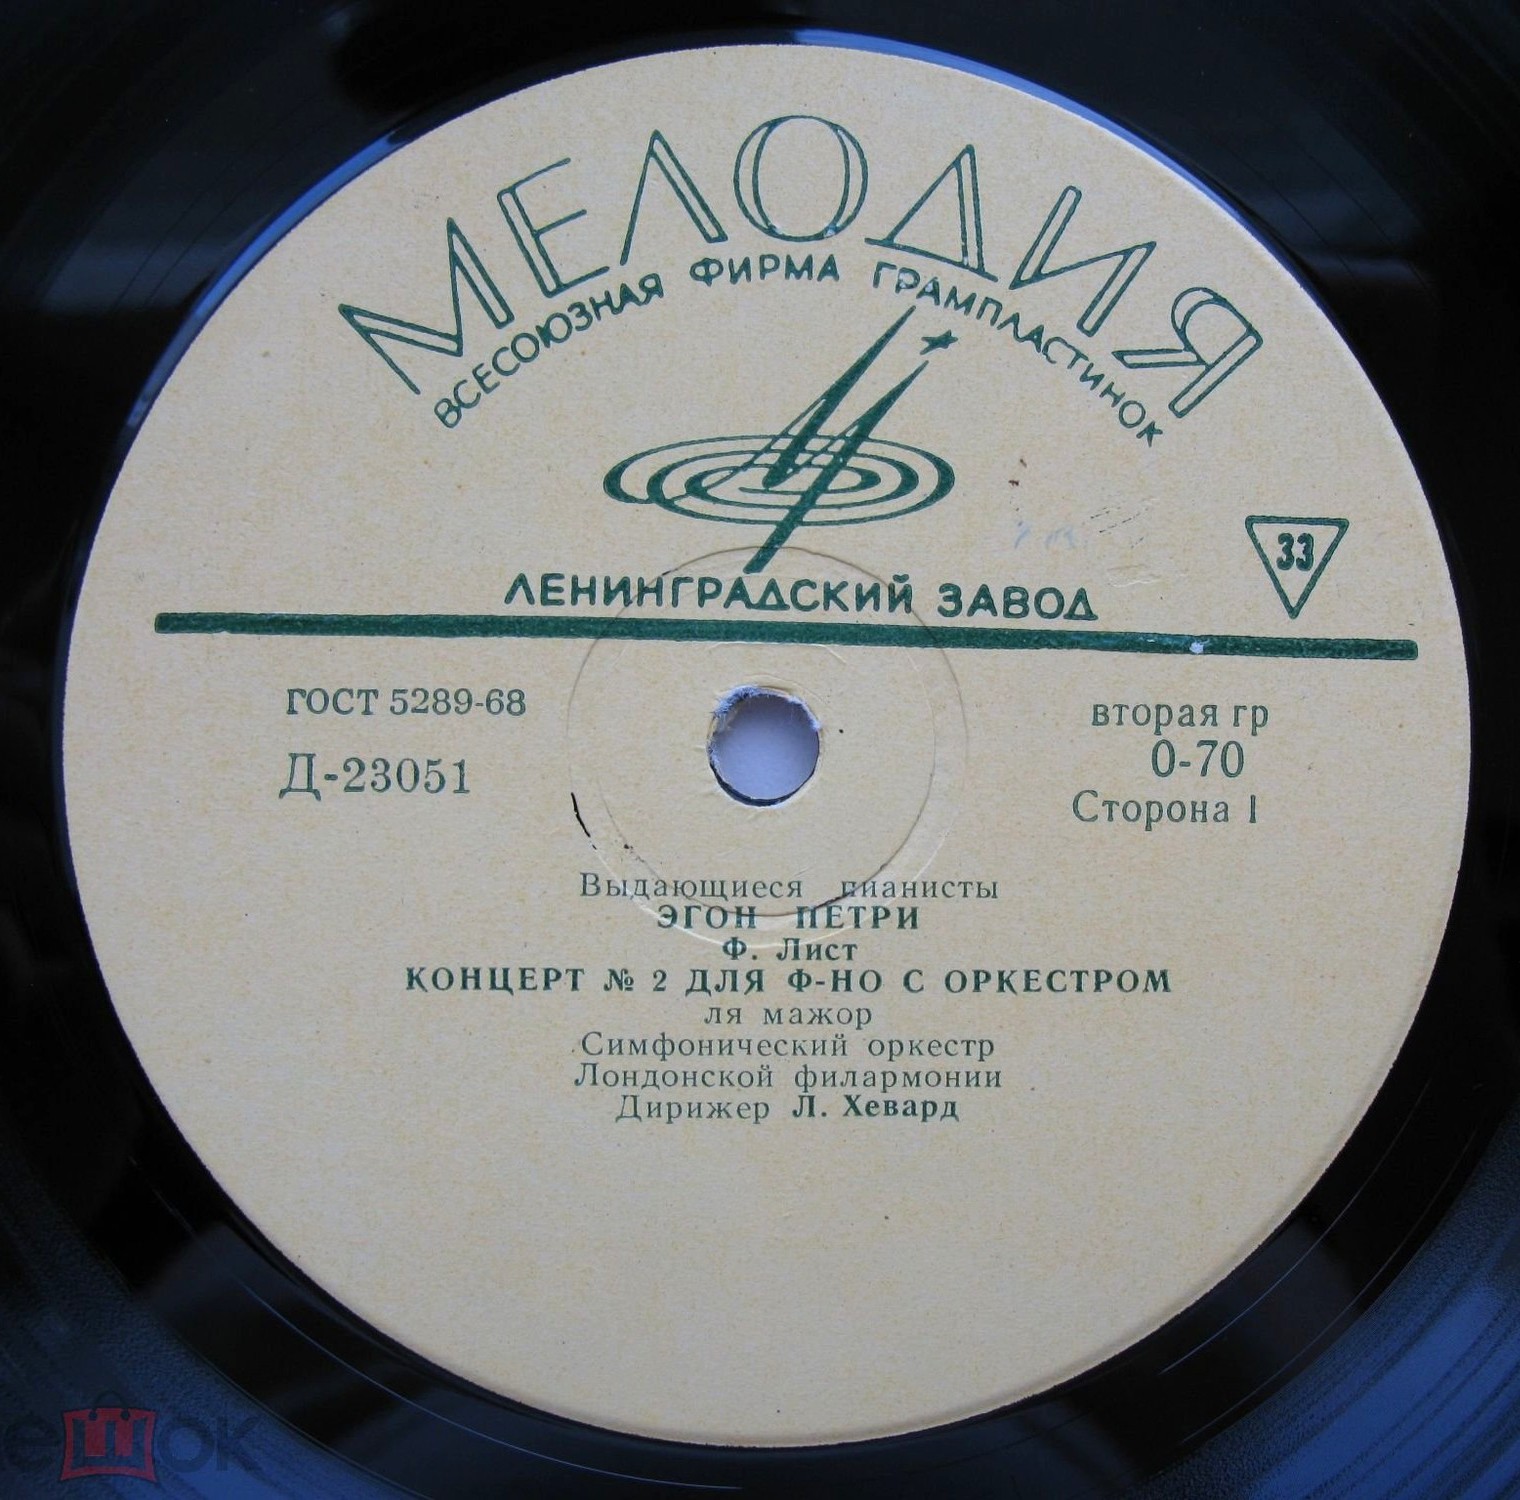 МЕЛОДИЯ
ВСЕСОЮЗНАЯ ФИРМА ГРАМПЛАСТИНОК
33
ЛЕНИНГРАДСКИЙ ЗАВОД
ГОСТ 5289-68
вторая гр
Д-23051
0-70
Сторона 1
Выдающиеся пианисты
ЭГОН ПЕТРИ
Ф. Лист
КОНЦЕРТ № 2 ДЛЯ Ф-НО С ОРКЕСТРОМ
ля мажор
Симфонический оркестр
Лондонской филармонии
Дирижер Л. Хевард